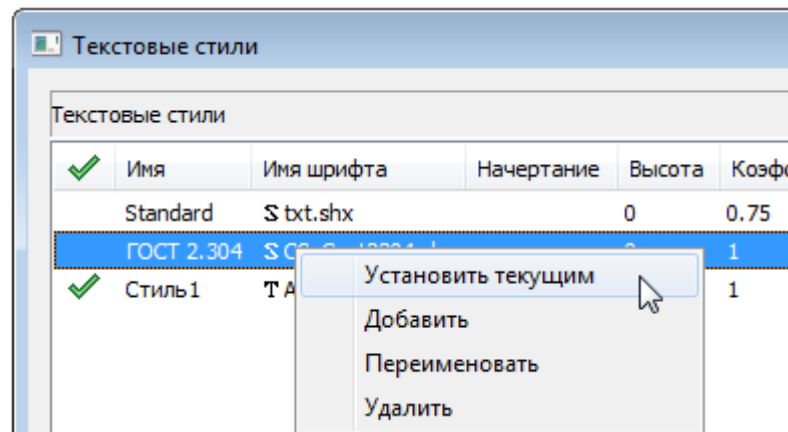 Текстовые стили
Текстовые стили
Имя Имя шрифта Начертание Высота
Standard txt.shx 0 0.75
ГОСТ 2.304 1
Установить текущим
Стиль1 1
Добавить
Переименовать
Удалить